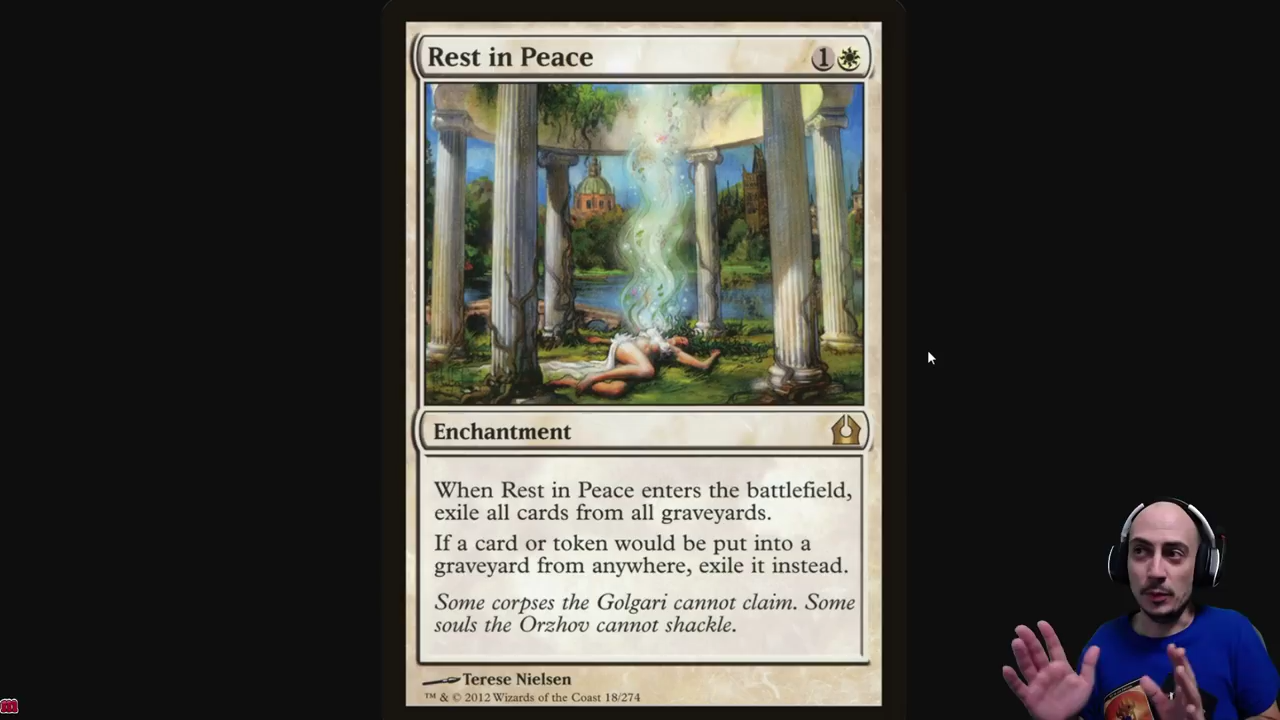 Rest in Peace 1
Enchantment
When Rest in Peace enters the battlefield,
exile all cards from all graveyards.
If a card or token would be put into a
graveyard from anywhere, exile it instead.
Some corpses the Golgari cannot claim. Some
souls the Orzhov cannot shackle.
Terese Nielsen
™ & © 2012 Wizards of the Coast 18/274
m